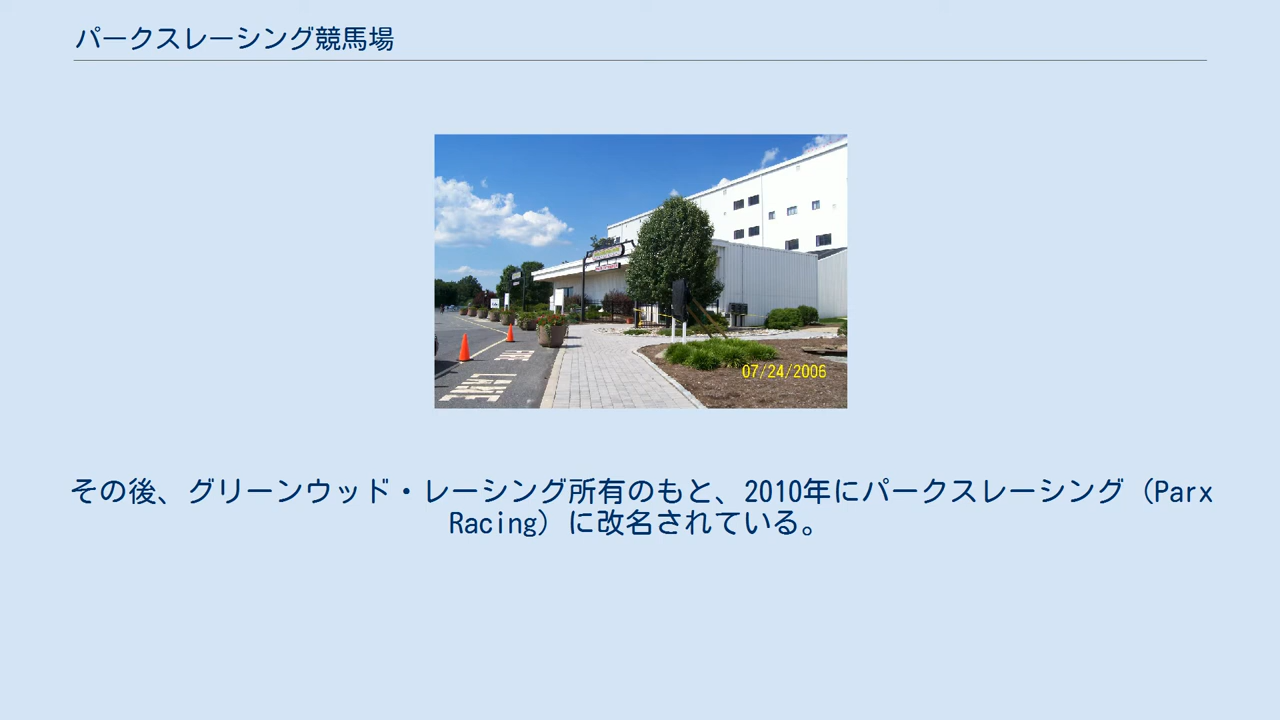 パークスレーシング競馬場
07/24/2006
その後、グリーンウッド・レーシング所有のもと、2010年にパークスレーシング（Parx
Racing）に改名されている。